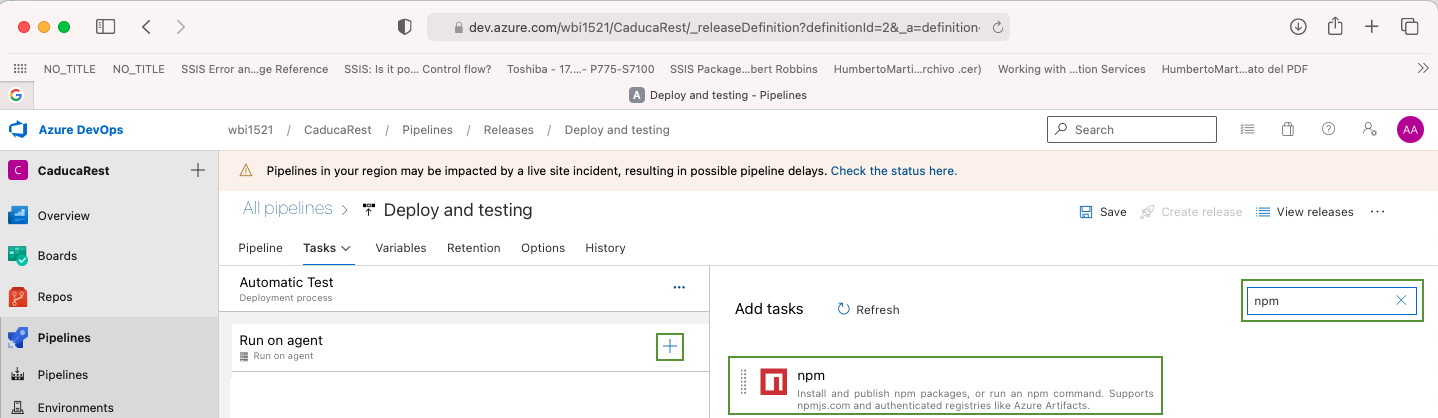 dev.azure.com/wbi1521/CaducaRest/_releaseDefinition?definitionId=2&_a=definition-
NO_TITLE NO_TITLE SSIS Error an...ge Reference SSIS: Is it po... Control flow? Toshiba - 17....- P775-S7100 SSIS Package...bert Robbins HumbertoMarti...rchivo .cer) Working with ...tion Services HumbertoMart...ato del PDF
G A Deploy and testing - Pipelines
Azure DevOps wbi1521 / CaducaRest / Pipelines / Releases / Deploy and testing Search AA
C CaducaRest
Pipelines in your region may be impacted by a live site incident, resulting in possible pipeline delays. Check the status here.
Overview
All pipelines > Deploy and testing Save Create release View releases ...
Boards
Pipeline Tasks Variables Retention Options History
Repos
Automatic Test
Deployment process
...
Add tasks Refresh npm
Pipelines
Run on agent
Run on agent
Pipelines
npm
Install and publish npm packages, or run an npm command. Supports
npmjs.com and authenticated registries like Azure Artifacts.
Environments